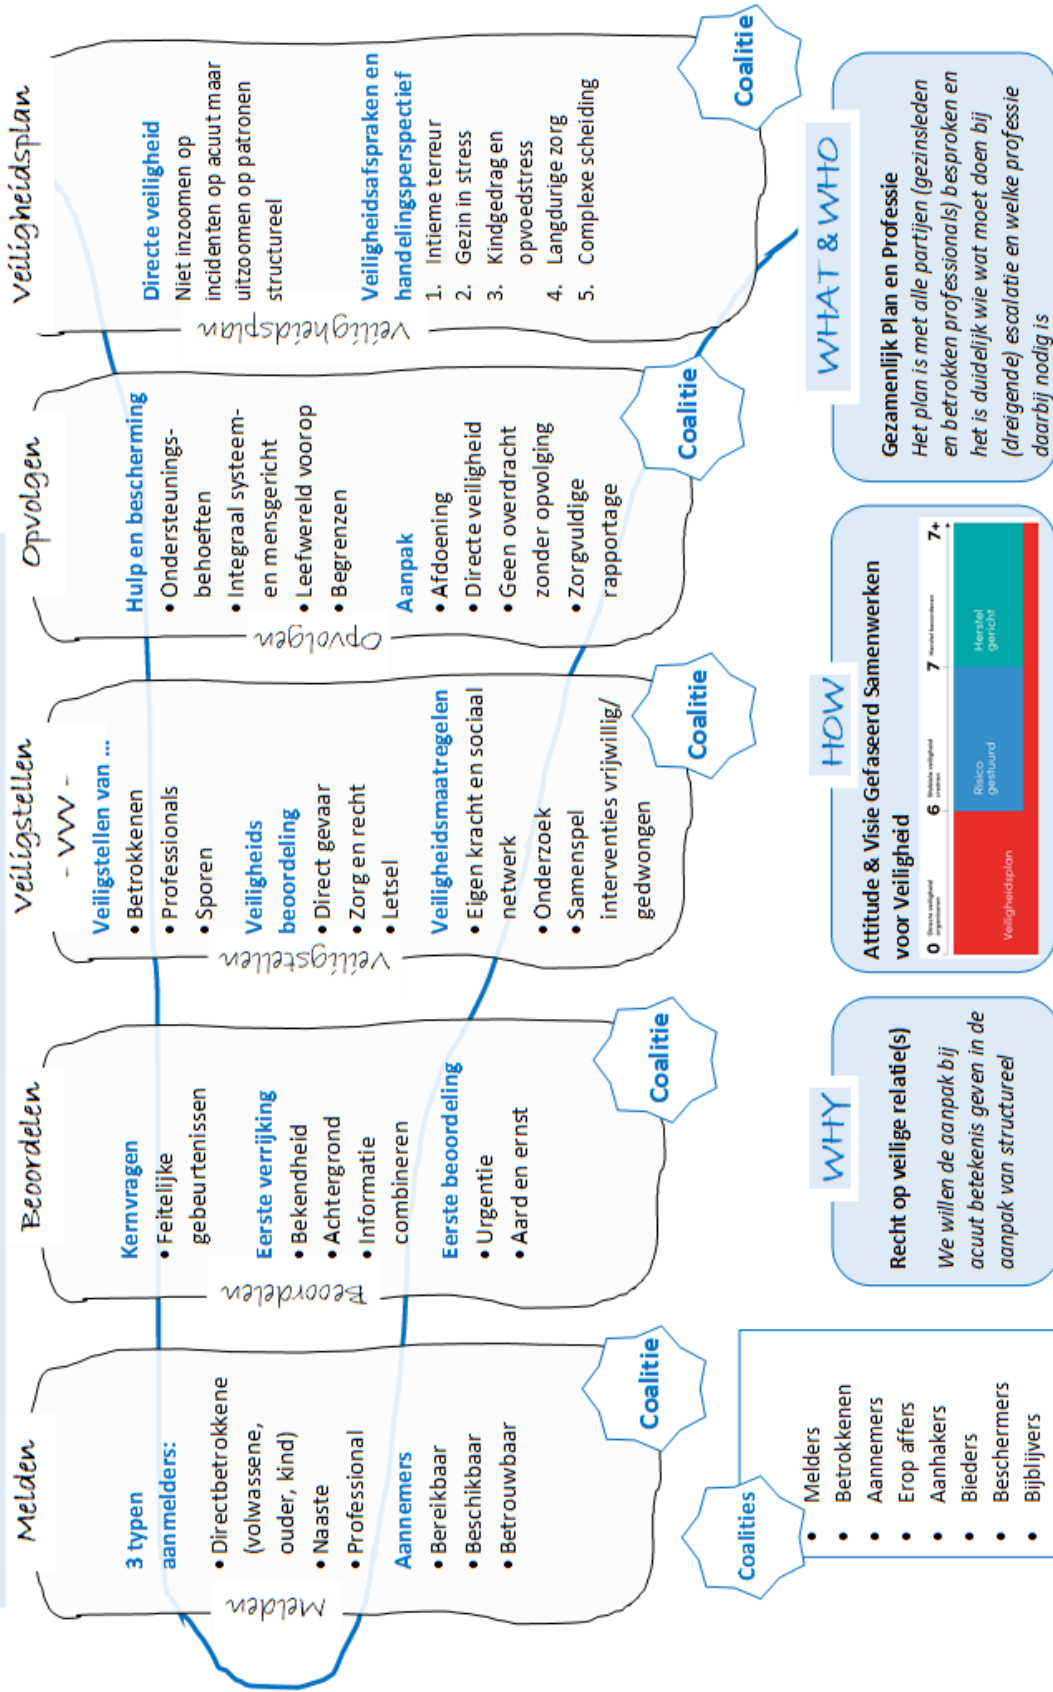 Melden
3 typen
aanmelders:
• Directbetrokkene
(volwassene,
ouder, kind)
• Naaste
• Professional
Aannemers
• Bereikbaar
• Beschikbaar
• Betrouwbaar
Melden
Coalitie
Beoordelen
Kernvragen
• Feitelijke
gebeurtenissen
Eerste verrijking
• Bekendheid
• Achtergrond
• Informatie
combineren
Eerste beoordeling
• Urgentie
• Aard en ernst
Beoordelen
Coalitie
Veiligstellen
- VVV -
Veiligstellen van ...
• Betrokkenen
• Professionals
• Sporen
Veiligheids
beoordeling
• Direct gevaar
• Zorg en recht
• Letsel
Veiligheidsmaatregelen
• Eigen kracht en sociaal
netwerk
• Onderzoek
• Samenspel
interventies vrijwillig/
gedwongen
Veiligstellen
Coalitie
Opvolgen
Hulp en bescherming
• Ondersteunings-
behoeften
• Integraal systeem-
en mensgericht
• Leefwereld voorop
• Begrenzen
Aanpak
• Afdoening
• Directe veiligheid
• Geen overdracht
zonder opvolging
• Zorgvuldige
rapportage
Opvolgen
Coalitie
Veiligheidsplan
Directe veiligheid
Niet inzoomen op
incidenten op acuut maar
uitzoomen op patronen
structureel
Veiligheidsafspraken en
handelingsperspectief
1. Intieme terreur
2. Gezin in stress
3. Kindgedrag en
opvoedstress
4. Langdurige zorg
5. Complexe scheiding
Veiligheidsplan
Coalitie
Coalities
• Melders
• Betrokkenen
• Aannemers
• Erop affers
• Aanhakers
• Bieders
• Beschermers
• Bijblijvers
WHY
Recht op veilige relatie(s)
We willen de aanpak bij
acuut betekenis geven in de
aanpak van structureel
HOW
Attitude & Visie Gefaseerd Samenwerken
voor Veiligheid
0 Directe veiligheid organiseren
6 Stabiele veiligheid creëren
7 Herstel bevorderen
7+
Veiligheidsplan
Risico
gestuurd
Herstel
gericht
WHAT & WHO
Gezamenlijk Plan en Professie
Het plan is met alle partijen (gezinsleden
en betrokken professionals) besproken en
het is duidelijk wie wat moet doen bij
(dreigende) escalatie en welke professie
daarbij nodig is